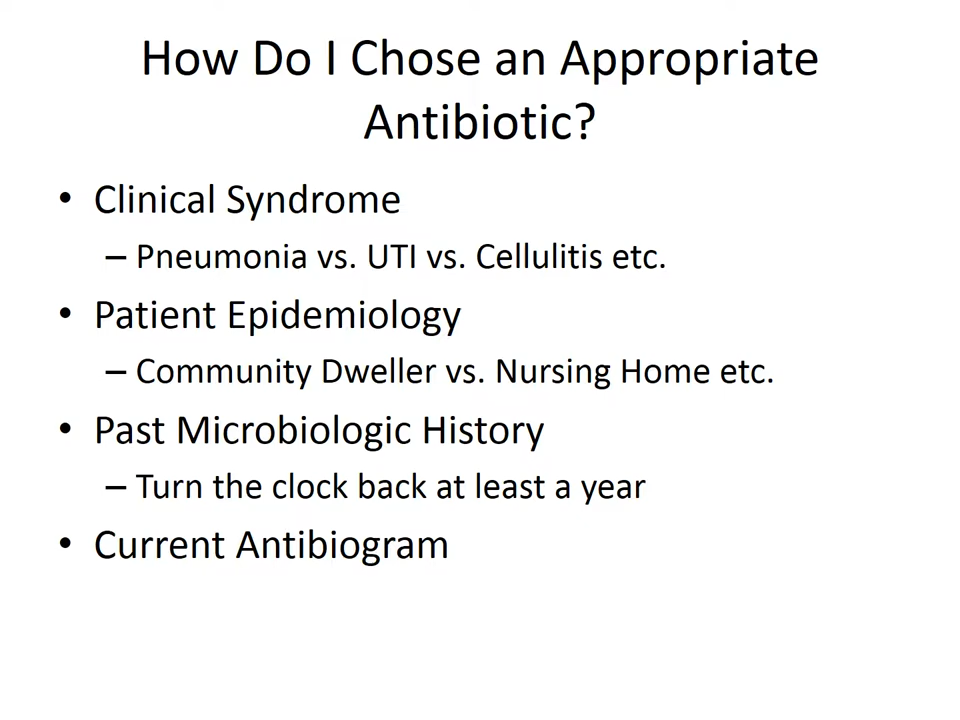 How Do I Chose an Appropriate
Antibiotic?
• Clinical Syndrome
– Pneumonia vs. UTI vs. Cellulitis etc.
• Patient Epidemiology
– Community Dweller vs. Nursing Home etc.
• Past Microbiologic History
– Turn the clock back at least a year
• Current Antibiogram